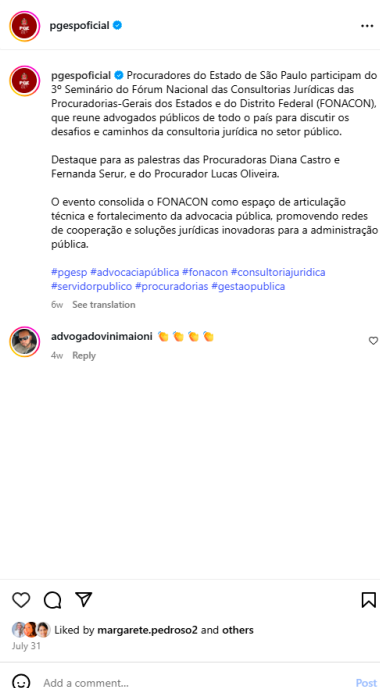 pgespoficial
pgespoficial Procuradores do Estado de São Paulo participam do
3º Seminário do Fórum Nacional das Consultorias Jurídicas das
Procuradorias-Gerais dos Estados e do Distrito Federal (FONACON),
que reune advogados públicos de todo o país para discutir os
desafios e caminhos da consultoria jurídica no setor público.
Destaque para as palestras das Procuradoras Diana Castro e
Fernanda Serur, e do Procurador Lucas Oliveira.
O evento consolida o FONACON como espaço de articulação
técnica e fortalecimento da advocacia pública, promovendo redes
de cooperação e soluções jurídicas inovadoras para a administração
pública.
#pgesp #advocaciapública #fonacon #consultoriajuridica
#servidorpublico #procuradorias #gestaopublica
6w See translation
advogadovinimaioni 👏 👏 👏 👏
4w Reply
Liked by margarete.pedroso2 and others
July 31
Add a comment... Post